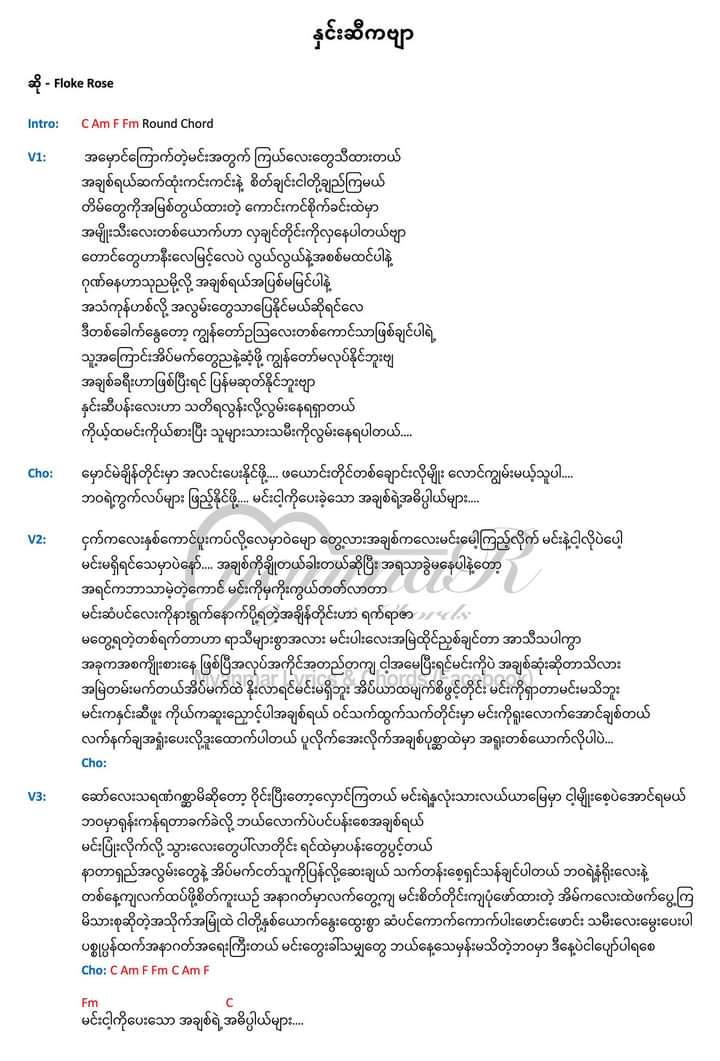 နှင်းဆီကဗျာ
ဆို - Floke Rose
Intro: C Am F Fm Round Chord
V1: အမှောင်ကြောက်တဲ့မင်းအတွက် ကြယ်လေးတွေသီထားတယ်
အချစ်ရယ်ဆက်ထုံးကင်းကင်းနဲ့ စိတ်ချင်းငါတို့ချည်ကြမယ်
တိမ်တွေကိုအမြစ်တွယ်ထားတဲ့ ကောင်းကင်စိုက်ခင်းထဲမှာ
အမျိုးသီးလေးတစ်ယောက်ဟာ လှချင်တိုင်းကိုလှနေပါတယ်ဗျာ
တောင်တွေဟာနီးလေမြင့်လေပဲ လွယ်လွယ်နဲ့အစစ်မထင်ပါနဲ့
ဂုဏ်ဓနဟာသုညမို့လို့ အချစ်ရယ်အပြစ်မမြင်ပါနဲ့
အသံကုန်ဟစ်လို့ အလွမ်းတွေသာပြေနိုင်မယ်ဆိုရင်လေ
ဒီတစ်ခေါက်နွေတော့ ကျွန်တော်ဥဩလေးတစ်ကောင်သာဖြစ်ချင်ပါရဲ့
သူ့အကြောင်းအိပ်မက်တွေညနဲ့ဆံ့ဖို့ ကျွန်တော်မလုပ်နိုင်ဘူးဗျ
အချစ်ခရီးဟာဖြစ်ပြီးရင် ပြန်မဆုတ်နိုင်ဘူးဗျာ
နှင်းဆီပန်းလေးဟာ သတိရလွန်းလို့လွမ်းနေရရှာတယ်
ကိုယ့်ထမင်းကိုယ်စားပြီး သူများသားသမီးကိုလွမ်းနေရပါတယ်....
Cho: မှောင်မဲချိန်တိုင်းမှာ အလင်းပေးနိုင်ဖို့.... ဖယောင်းတိုင်တစ်ချောင်းလိုမျိုး လောင်ကျွမ်းမယ့်သူပါ....
ဘဝရဲ့ကွက်လပ်များ ဖြည့်နိုင်ဖို့.... မင်းငါ့ကိုပေးခဲ့သော အချစ်ရဲ့အဓိပ္ပါယ်များ....
V2: ငှက်ကလေးနှစ်ကောင်ပူးကပ်လို့လေမှာဝဲမျော တွေ့လားအချစ်ကလေးမင်းမေ့ါကြည့်လိုက် မင်းနဲ့ငါ့လိုပဲပေ့ါ
မင်းမရှိရင်သေမှာပဲနော်.... အချစ်ကိုချိုတယ်ခါးတယ်ဆိုပြီး အရသာခွဲမနေပါနဲ့တော့
အရင်ကဘာသာမဲ့တဲ့ကောင် မင်းကိုမှကိုးကွယ်တတ်လာတာ
မင်းဆံပင်လေးကိုနားရွက်နောက်ပို့ရတဲ့အချိန်တိုင်းဟာ ရက်ရာဇာ
မတွေ့ရတဲ့တစ်ရက်တာဟာ ရာသီများစွာအလား မင်းပါးလေးအမြဲထိုင်ညှစ်ချင်တာ အာသီသပါကွာ
အခုကအစကျိုးစားနေ ဖြစ်ပြီအလုပ်အကိုင်အတည်တကျ ငါ့အမေပြီးရင်မင်းကိုပဲ အချစ်ဆုံးဆိုတာသိလား
အမြဲတမ်းမက်တယ်အိပ်မက်ထဲ နိုးလာရင်မင်းမရှိဘူး အိပ်ယာထမျက်စိဖွင့်တိုင်း မင်းကိုရှာတာမင်းမသိဘူး
မင်းကနှင်းဆီဖူး ကိုယ်ကဆူးညှောင့်ပါအချစ်ရယ် ဝင်သက်ထွက်သက်တိုင်းမှာ မင်းကိုရူးလောက်အောင်ချစ်တယ်
လက်နက်ချအရှုံးပေးလို့ဒူးထောက်ပါတယ် ပူလိုက်အေးလိုက်အချစ်ပုစ္ဆာထဲမှာ အရူးတစ်ယောက်လိုပါပဲ...
Cho:
V3: ဆော်လေးသရဏံဂစ္ဆာမိဆိုတော့ ဝိုင်းပြီးတော့လှောင်ကြတယ် မင်းရဲ့နှလုံးသားလယ်ယာမြေမှာ ငါ့မျိုးစေ့ပဲအောင်ရမယ်
ဘဝမှာရုန်းကန်ရတာခက်ခဲလို့ ဘယ်လောက်ပဲပင်ပန်းစေအချစ်ရယ်
မင်းပြုံးလိုက်လို့ သွားလေးတွေပေါ်လာတိုင်း ရင်ထဲမှာပန်းတွေပွင့်တယ်
နာတာရှည်အလွမ်းတွေနဲ့ အိပ်မက်ငတ်သူကိုပြန်လို့ဆေးချယ် သက်တန်းစေ့ရှင်သန်ချင်ပါတယ် ဘဝရဲ့နံရိုးလေးနဲ့
တစ်နေ့ကျလက်ထပ်ဖို့စိတ်ကူးယဉ် အနာဂတ်မှာလက်တွေ့ကျ မင်းစိတ်တိုင်းကျပုံဖော်ထားတဲ့ အိမ်ကလေးထဲဖက်ပွေ့ကြ
မိသားစုဆိုတဲ့အသိုက်အမြုံထဲ ငါတို့နှစ်ယောက်နွေးထွေးစွာ ဆံပင်ကောက်ကောက်ပါးဖောင်းဖောင်း သမီးလေးမွေးပေးပါ
ပစ္စုပ္ပန်ထက်အနာဂတ်အရေးကြီးတယ် မင်းတွေးခေါ်သမျှတွေ ဘယ်နေ့သေမှန်းမသိတဲ့ဘဝမှာ ဒီနေ့ပဲငါပျော်ပါရစေ
Cho: C Am F Fm C Am F
Fm C
မင်းငါ့ကိုပေးသော အချစ်ရဲ့အဓိပ္ပါယ်များ....
Myanmar Lyrics & Chords (Facebook)